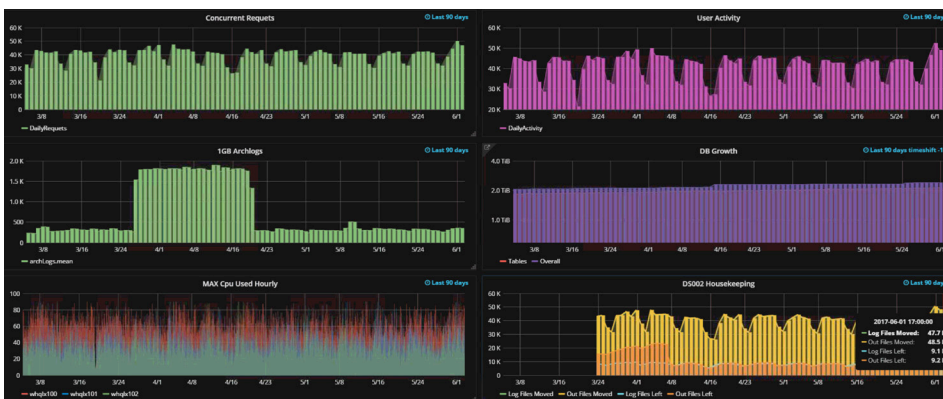 Concurrent Requets
Last 90 days
60 K
50 K
40 K
30 K
20 K
10 K
0
3/8 3/16 3/24 4/1 4/8 4/16 4/23 5/1 5/8 5/16 5/24 6/1
DailyRequets
User Activity
Last 90 day
60 K
50 K
40 K
30 K
20 K
3/8 3/16 3/24 4/1 4/8 4/16 4/23 5/1 5/8 5/16 5/24 6/1
DailyActivity
1GB Archlogs
Last 90 days
2.0 K
1.5 K
1.0 K
500
0
3/8 3/16 3/24 4/1 4/8 4/16 4/23 5/1 5/8 5/16 5/24 6/1
archLogs.mean
DB Growth
Last 90 days timeshift -1
4.0 TiB
2.0 TiB
1.0 TiB
3/8 3/16 3/24 4/1 4/8 4/16 4/23 5/1 5/8 5/16 5/24 6/1
Tables Overall
MAX Cpu Used Hourly
Last 90 days
100
80
60
40
20
0
3/8 3/16 3/24 4/1 4/8 4/16 4/23 5/1 5/8 5/16 5/24 6/1
whqlx100 whqlx101 whqlx102
DS002 Housekeeping
Last 90 day
60 K
50 K
40 K
30 K
20 K
10 K
0
3/8 3/16 3/24 4/1 4/8 4/16 4/23 5/1 5/8 5/16 5/24 6/1
2017-06-01 17:00:00
Log Files Moved: 47.7
Out Files Moved: 48.5
Log Files Left: 9.1
Out Files Left: 9.2
Log Files Moved Out Files Moved Log Files Left Out Files Left